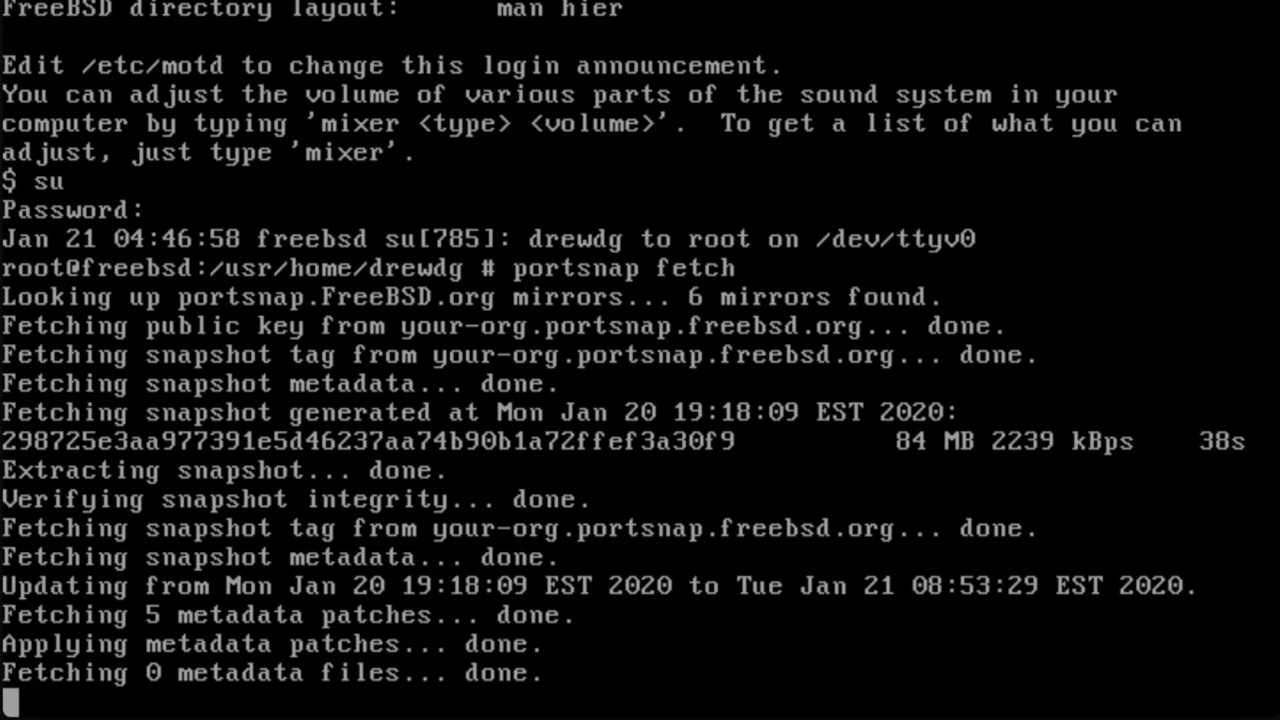 FreeBSD directory layout:      man hier

Edit /etc/motd to change this login announcement.
You can adjust the volume of various parts of the sound system in your
computer by typing 'mixer <type> <volume>'.  To get a list of what you can
adjust, just type 'mixer'.
$ su
Password:
Jan 21 04:46:58 freebsd su[785]: drewdg to root on /dev/ttyv0
root@freebsd:/usr/home/drewdg # portsnap fetch
Looking up portsnap.FreeBSD.org mirrors... 6 mirrors found.
Fetching public key from your-org.portsnap.freebsd.org... done.
Fetching snapshot tag from your-org.portsnap.freebsd.org... done.
Fetching snapshot metadata... done.
Fetching snapshot generated at Mon Jan 20 19:18:09 EST 2020:
298725e3aa977391e5d46237aa74b90b1a72ffef3a30f9          84 MB 2239 kBps    38s
Extracting snapshot... done.
Verifying snapshot integrity... done.
Fetching snapshot tag from your-org.portsnap.freebsd.org... done.
Fetching snapshot metadata... done.
Updating from Mon Jan 20 19:18:09 EST 2020 to Tue Jan 21 08:53:29 EST 2020.
Fetching 5 metadata patches... done.
Applying metadata patches... done.
Fetching 0 metadata files... done.